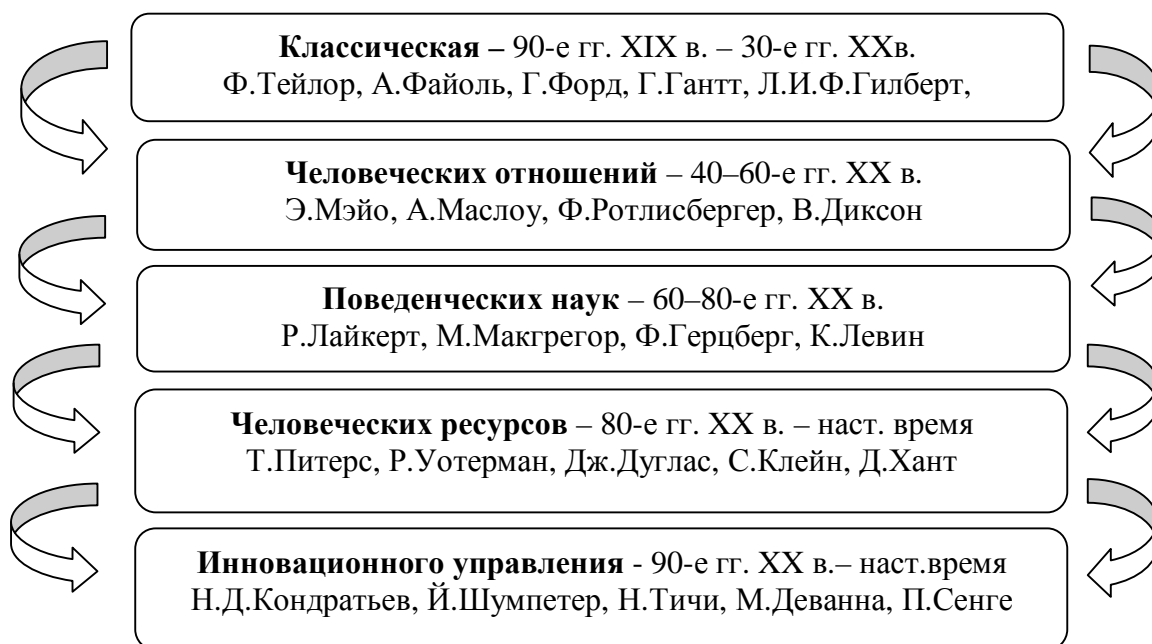 Классическая – 90-е гг. XIX в. – 30-е гг. XXв.
Ф.Тейлор, А.Файоль, Г.Форд, Г.Гантт, Л.И.Ф.Гилберт,
Человеческих отношений – 40–60-е гг. XX в.
Э.Мэйо, А.Маслоу, Ф.Ротлисбергер, В.Диксон
Поведенческих наук – 60–80-е гг. XX в.
Р.Лайкерт, М.Макгрегор, Ф.Герцберг, К.Левин
Человеческих ресурсов – 80-е гг. XX в. – наст. время
Т.Питерс, Р.Уотерман, Дж.Дуглас, С.Клейн, Д.Хант
Инновационного управления - 90-е гг. XX в.– наст.время
Н.Д.Кондратьев, Й.Шумпетер, Н.Тичи, М.Деванна, П.Сенге